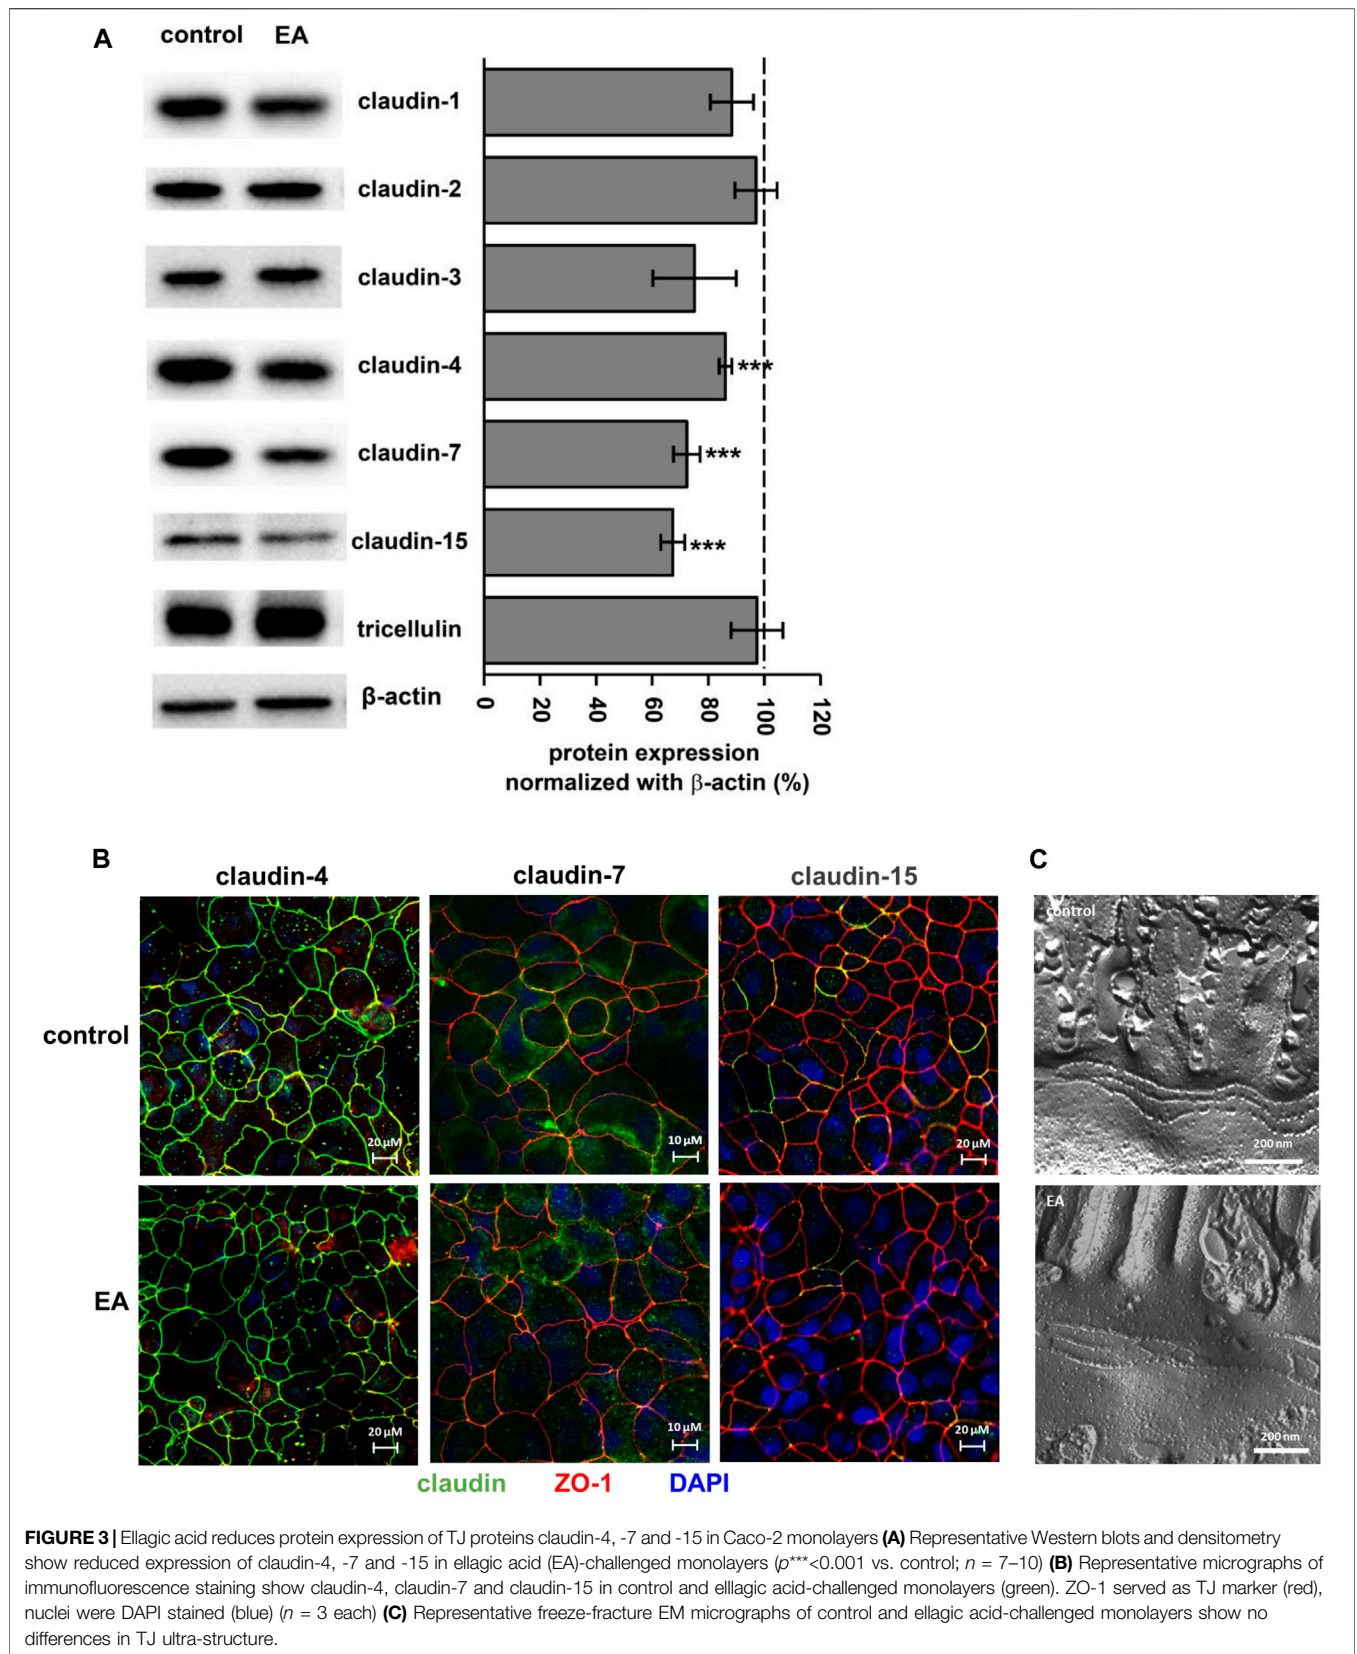 A
control EA
claudin-1
claudin-2
claudin-3
claudin-4
***
claudin-7
***
claudin-15
***
tricellulin
β-actin
0 20 40 60 80 100 120
protein expression
normalized with β-actin (%)
B
C
claudin-4 claudin-7 claudin-15
control
control
20 µM
10 µM
20 µM
200 nm
EA
EA
20 µM
10 µM
20 µM
200 nm
claudin ZO-1 DAPI
FIGURE 3 | Ellagic acid reduces protein expression of TJ proteins claudin-4, -7 and -15 in Caco-2 monolayers (A) Representative Western blots and densitometry
show reduced expression of claudin-4, -7 and -15 in ellagic acid (EA)-challenged monolayers (p***<0.001 vs. control; n = 7–10) (B) Representative micrographs of
immunofluorescence staining show claudin-4, claudin-7 and claudin-15 in control and elllagic acid-challenged monolayers (green). ZO-1 served as TJ marker (red),
nuclei were DAPI stained (blue) (n = 3 each) (C) Representative freeze-fracture EM micrographs of control and ellagic acid-challenged monolayers show no
differences in TJ ultra-structure.